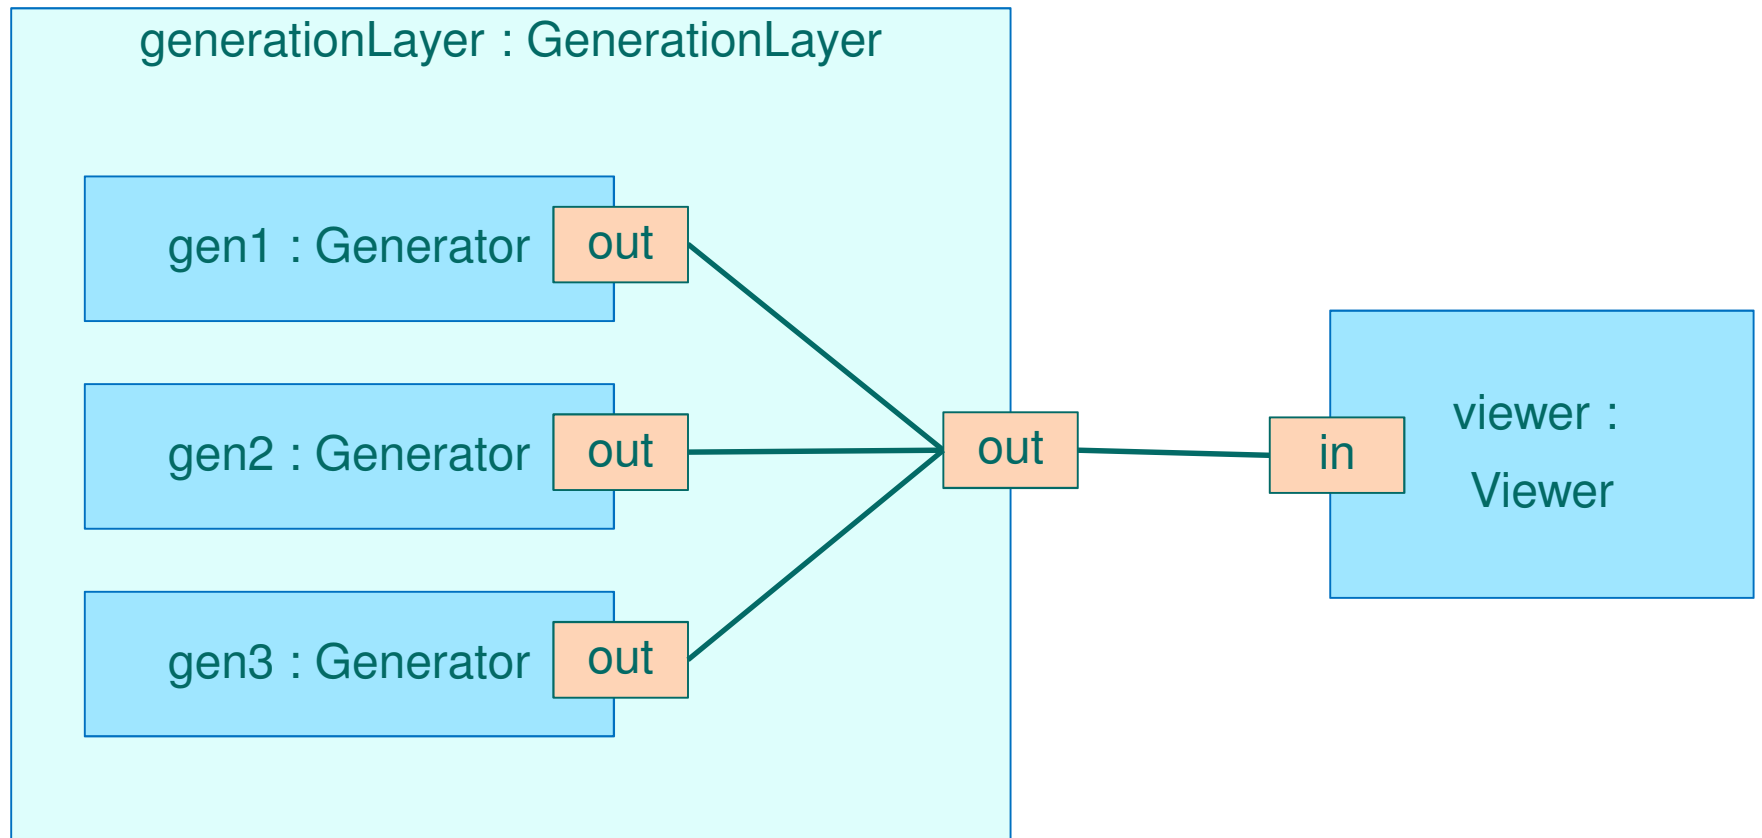 generationLayer : GenerationLayer
gen1 : Generator
out
gen2 : Generator
out
gen3 : Generator
out
out
in
viewer :
Viewer